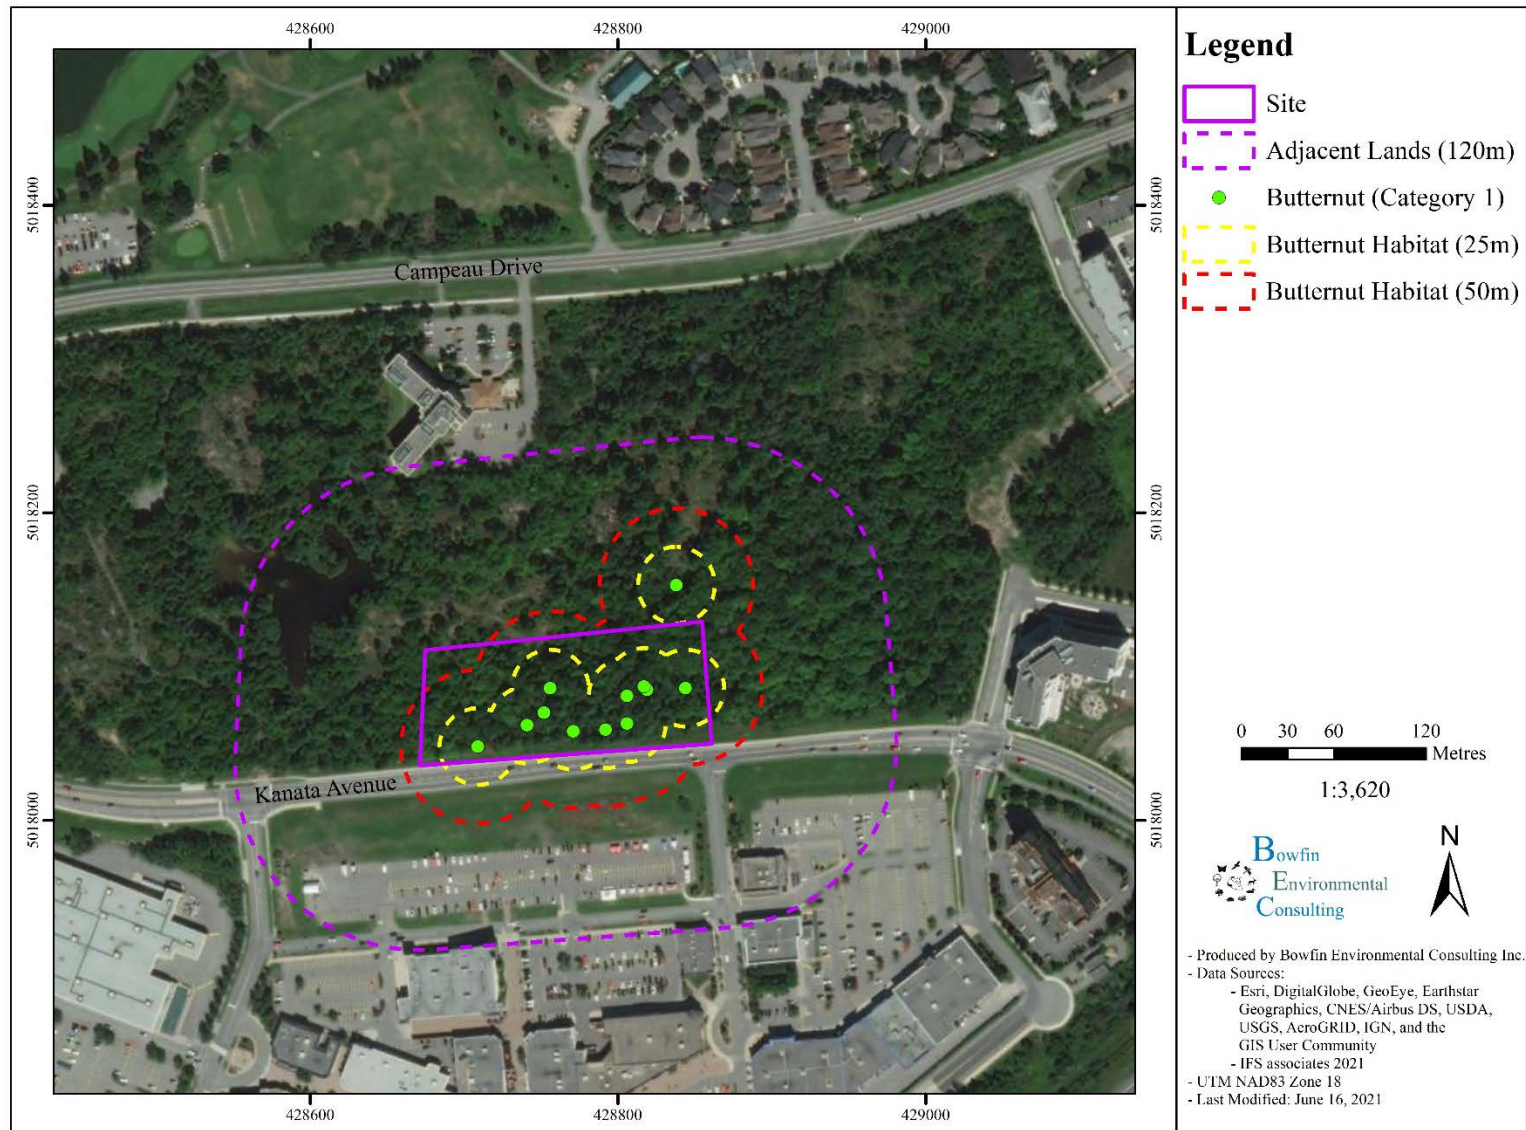 428600
428800
429000
5018400
5018400
Campeau Drive
5018200
5018200
Kanata Avenue
5018000
5018000
428600
428800
429000
Legend
Site
Adjacent Lands (120m)
Butternut (Category 1)
Butternut Habitat (25m)
Butternut Habitat (50m)
0 30 60 120
Metres
1:3,620
Bowfin
Environmental
Consulting
N
- Produced by Bowfin Environmental Consulting Inc.
- Data Sources:
- Esri, DigitalGlobe, GeoEye, Earthstar
Geographics, CNES/Airbus DS, USDA,
USGS, AeroGRID, IGN, and the
GIS User Community
- IFS associates 2021
- UTM NAD83 Zone 18
- Last Modified: June 16, 2021